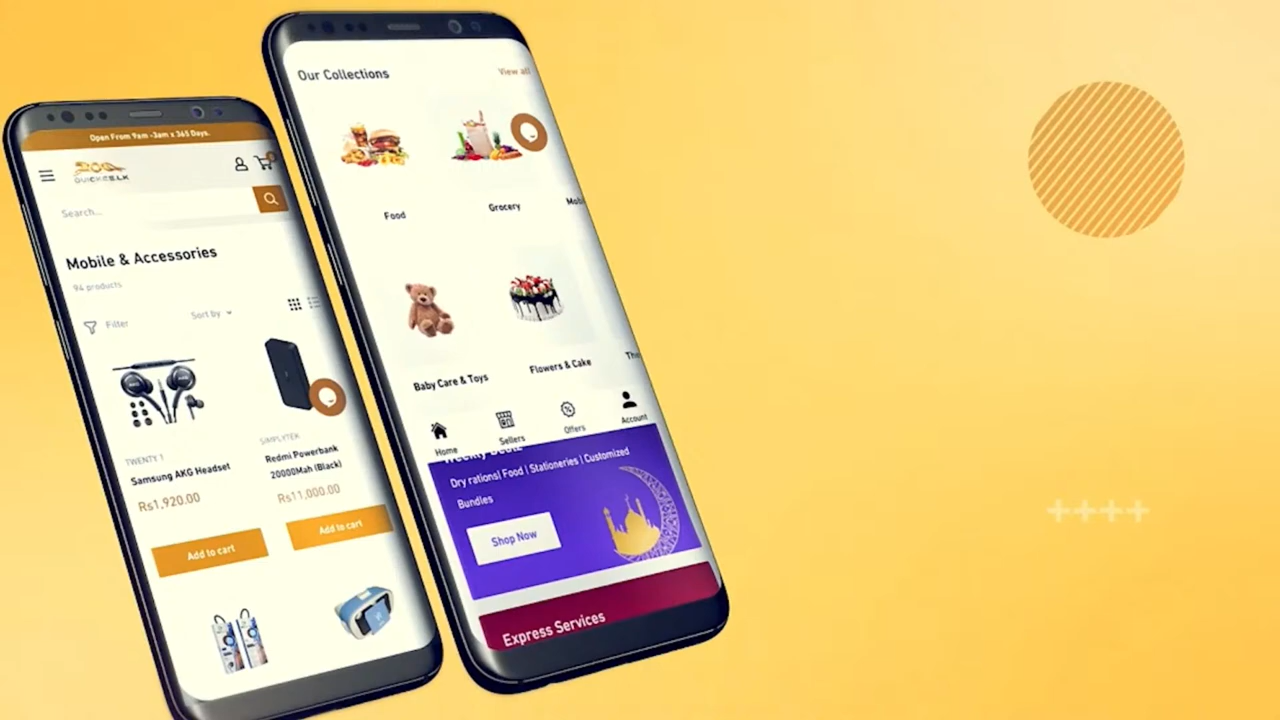 Open From 9am -3am x 365 Days.
QUICKEE.LK
Search...
Mobile & Accessories
94 products
Filter
Sort by
TWENTY 1
Samsung AKG Headset
Rs1,920.00
Add to cart
SIMPLYTEK
Redmi Powerbank
20000Mah (Black)
Rs11,000.00
Add to cart
Our Collections
View all
Food
Grocery
Baby Care & Toys
Flowers & Cake
Home
Sellers
Offers
Account
Dry rations| Food | Stationeries | Customized
Bundles
Shop Now
Express Services